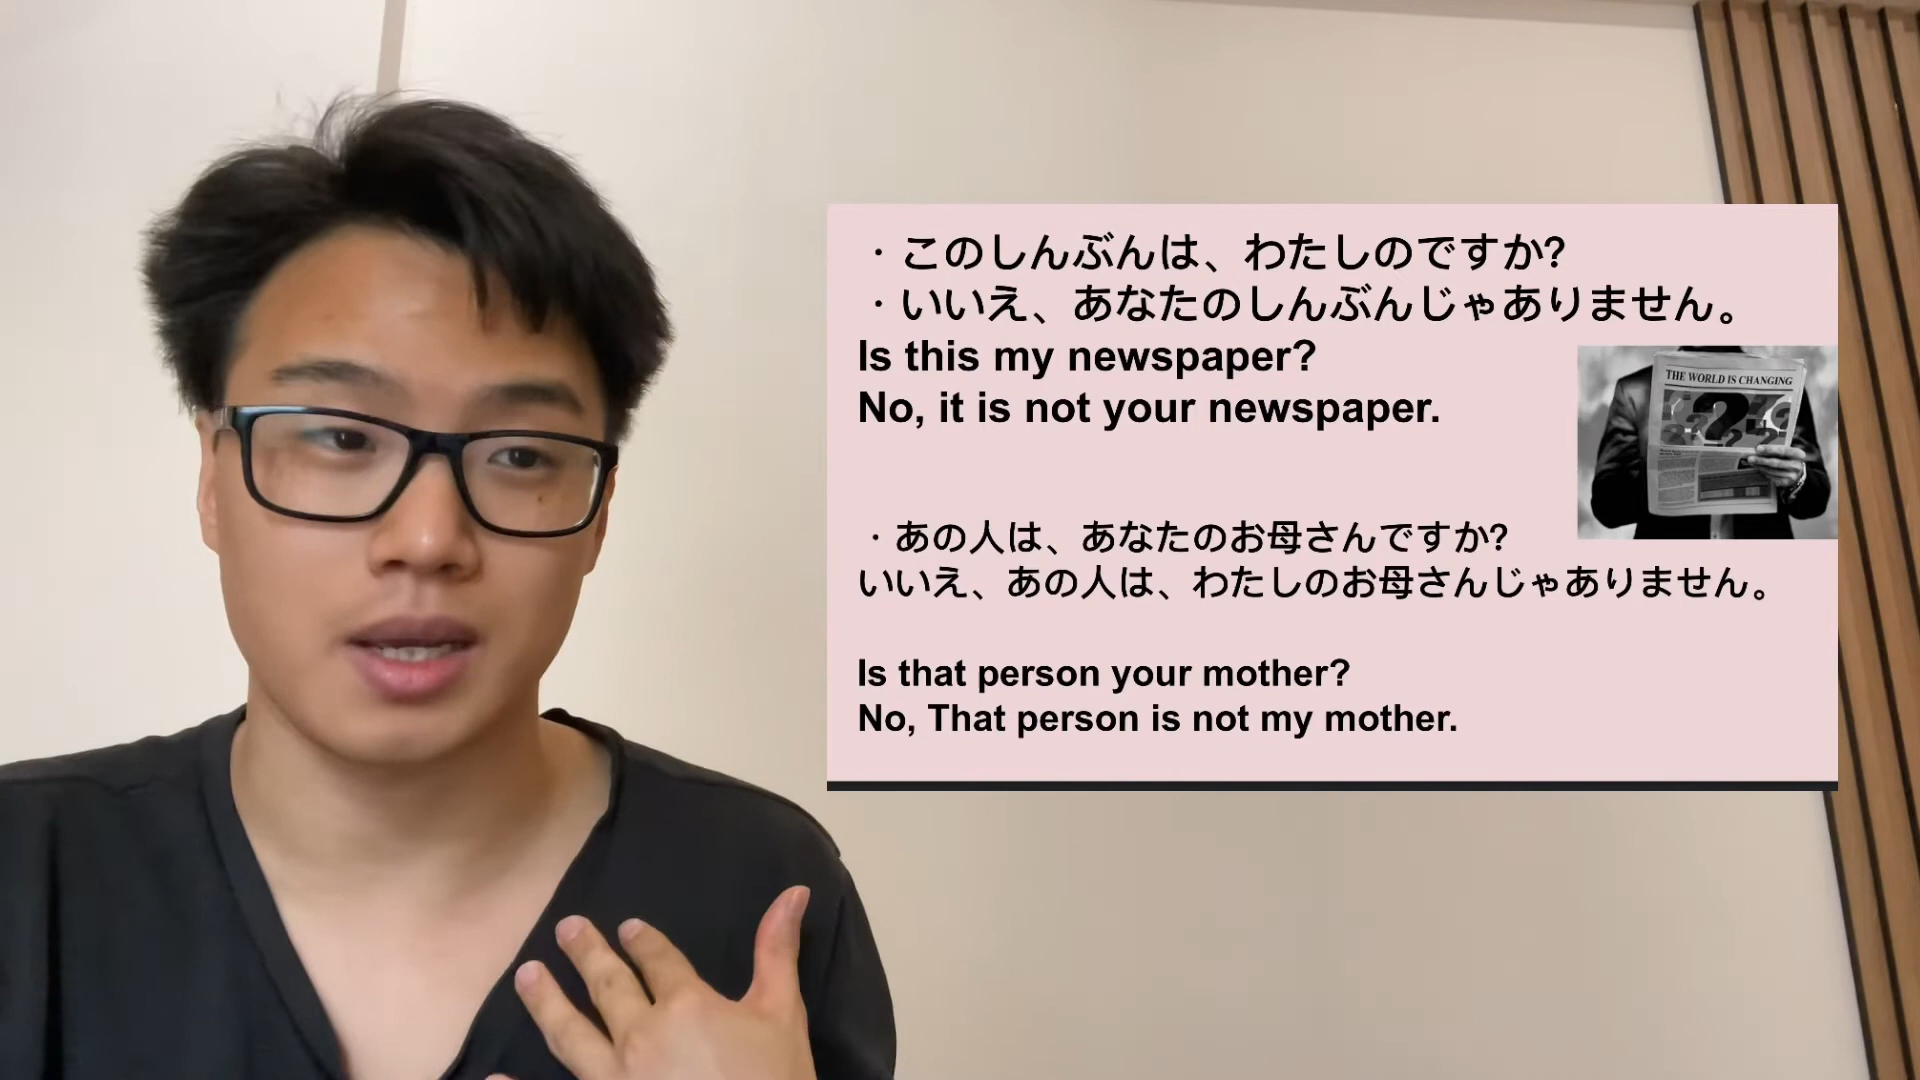 ・このしんぶんは、わたしのですか?
・いいえ、あなたのしんぶんじゃありません。
Is this my newspaper?
No, it is not your newspaper.
THE WORLD IS CHANGING
・あの人は、あなたのお母さんですか?
いいえ、あの人は、わたしのお母さんじゃありません。
Is that person your mother?
No, That person is not my mother.